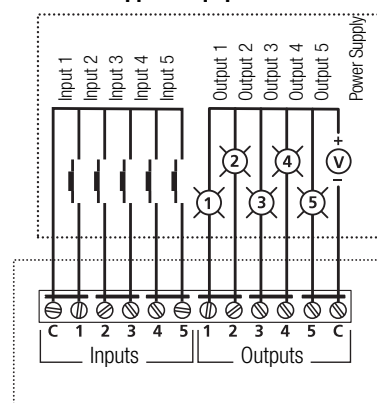 Input 1
Input 2
Input 3
Input 4
Input 5
Output 1
Output 2
Output 3
Output 4
Output 5
Power Supply
+
V
–
2
4
1
3
5
C 1 2 3 4 5 1 2 3 4 5 C
Inputs Outputs